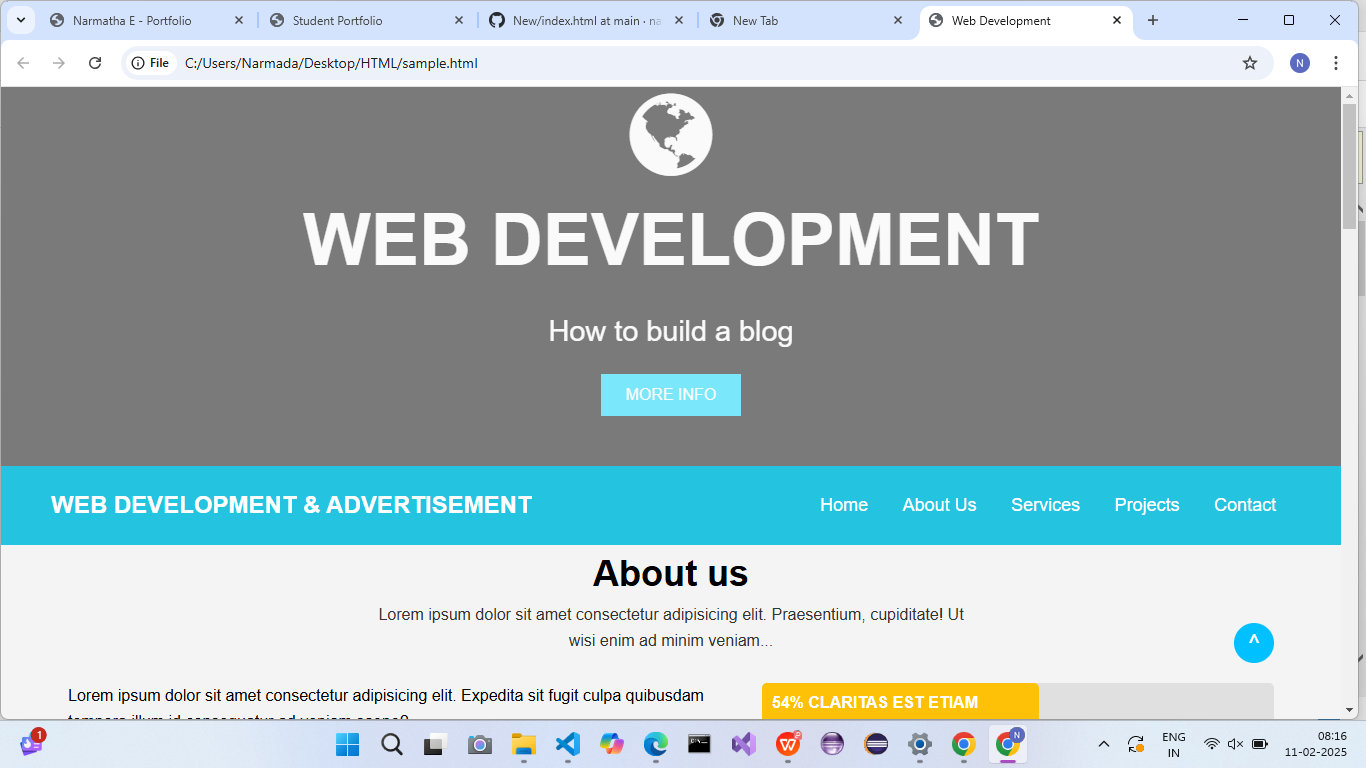 Narmatha E - Portfolio
Student Portfolio
New/index.html at main · na
New Tab
Web Development
File
C:/Users/Narmada/Desktop/HTML/sample.html
N
WEB DEVELOPMENT
How to build a blog
MORE INFO
WEB DEVELOPMENT & ADVERTISEMENT
Home
About Us
Services
Projects
Contact
About us
Lorem ipsum dolor sit amet consectetur adipisicing elit. Praesentium, cupiditate! Ut
wisi enim ad minim veniam...
^
Lorem ipsum dolor sit amet consectetur adipisicing elit. Expedita sit fugit culpa quibusdam
54% CLARITAS EST ETIAM
1
N
ENG
IN
08:16
11-02-2025